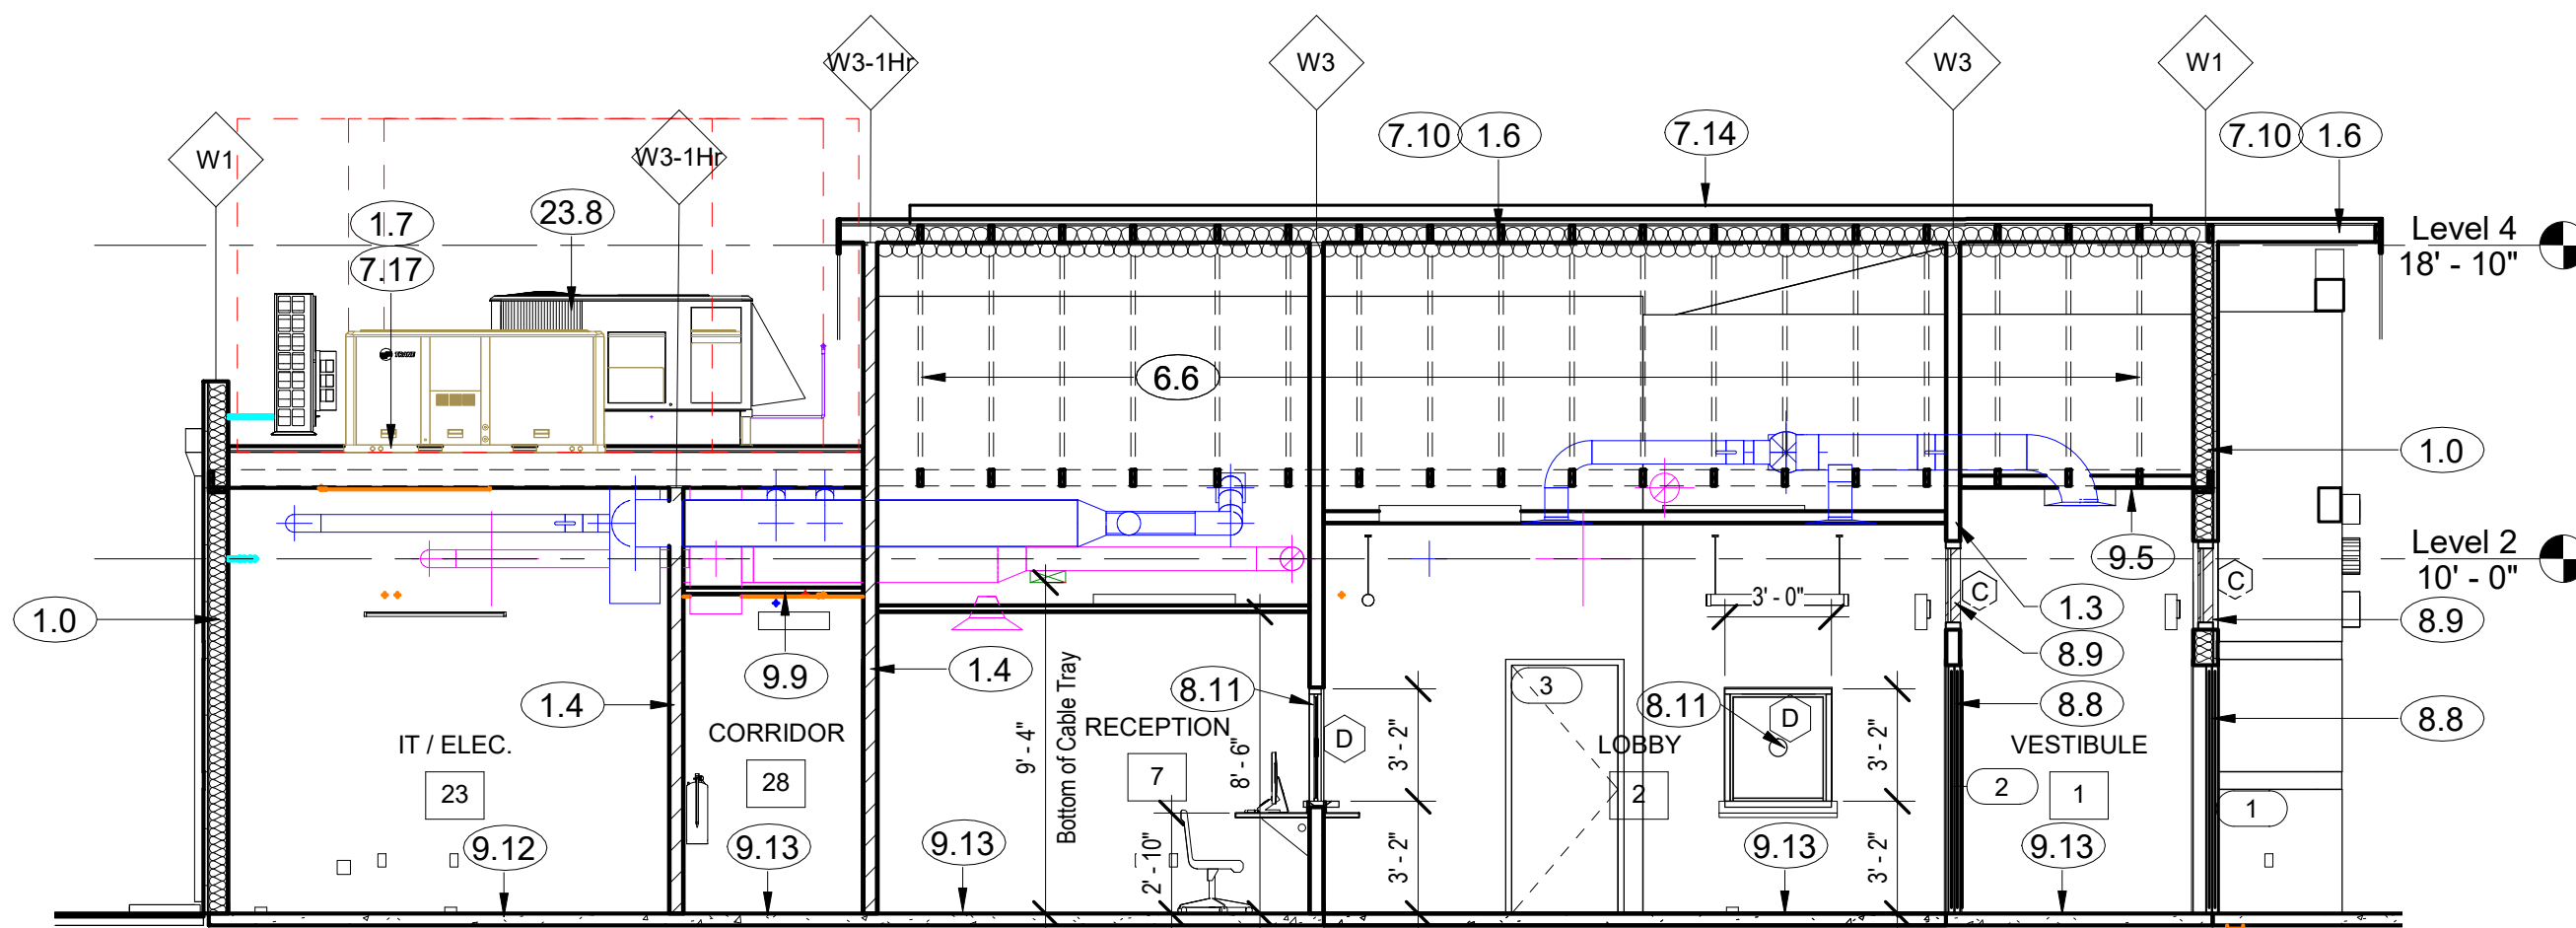 W3-1Hr
W3
W3
W1
W1
W3-1Hr
7.10
1.6
7.14
7.10
1.6
1.7
7.17
23.8
Level 4
18' - 10"
TRANE
6.6
1.0
Level 2
10' - 0"
9.5
C
C
1.0
3' - 0"
1.3
8.9
8.9
9.9
1.4
1.4
8.11
3
8.11
D
D
8.8
8.8
IT / ELEC.
23
CORRIDOR
28
RECEPTION
7
LOBBY
2
VESTIBULE
1
2
1
9' - 4"
Bottom of Cable Tray
8' - 6"
2' - 10"
3' - 2"
3' - 2"
3' - 2"
3' - 2"
9.12
9.13
9.13
9.13
9.13